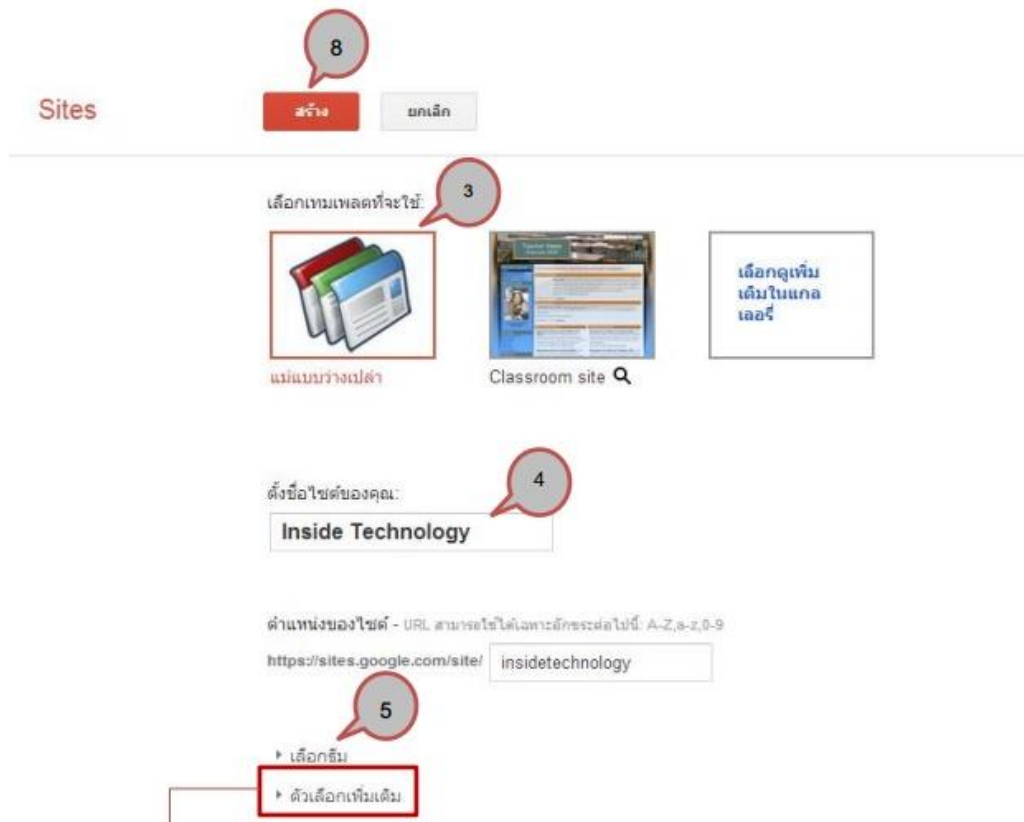 8
Sites
สร้าง
ยกเลิก
3
เลือกเทมเพลตที่จะใช้:
เลือกดูเพิ่ม
เติมในแกล
เลอรี่
แม่แบบว่างเปล่า
Classroom site
4
ตั้งชื่อไซต์ของคุณ:
Inside Technology
ตำแหน่งของไซต์ - URL สามารถใช้ได้เฉพาะอักขระต่อไปนี้: A-Z,a-z,0-9
https://sites.google.com/site/ insidetechnology
5
เลือกธีม
ตัวเลือกเพิ่มเติม